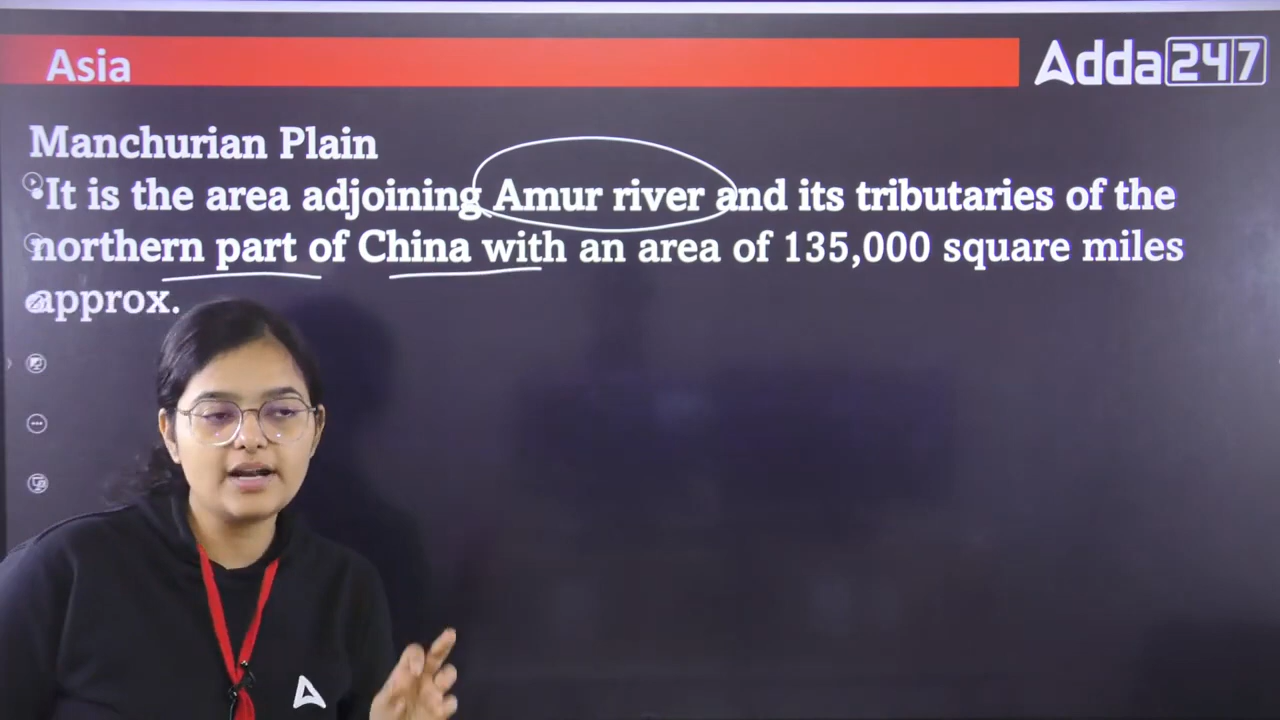 Asia
Adda247
Manchurian Plain
•It is the area adjoining Amur river and its tributaries of the
northern part of China with an area of 135,000 square miles
approx.